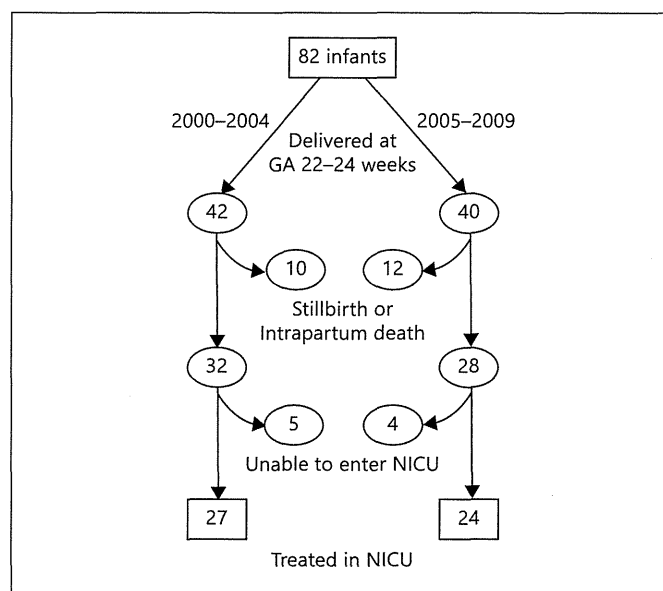 82 infants
2000–2004
2005–2009
Delivered at
GA 22–24 weeks
42
40
10
12
Stillbirth or
Intrapartum death
32
28
5
4
Unable to enter NICU
27
24
Treated in NICU